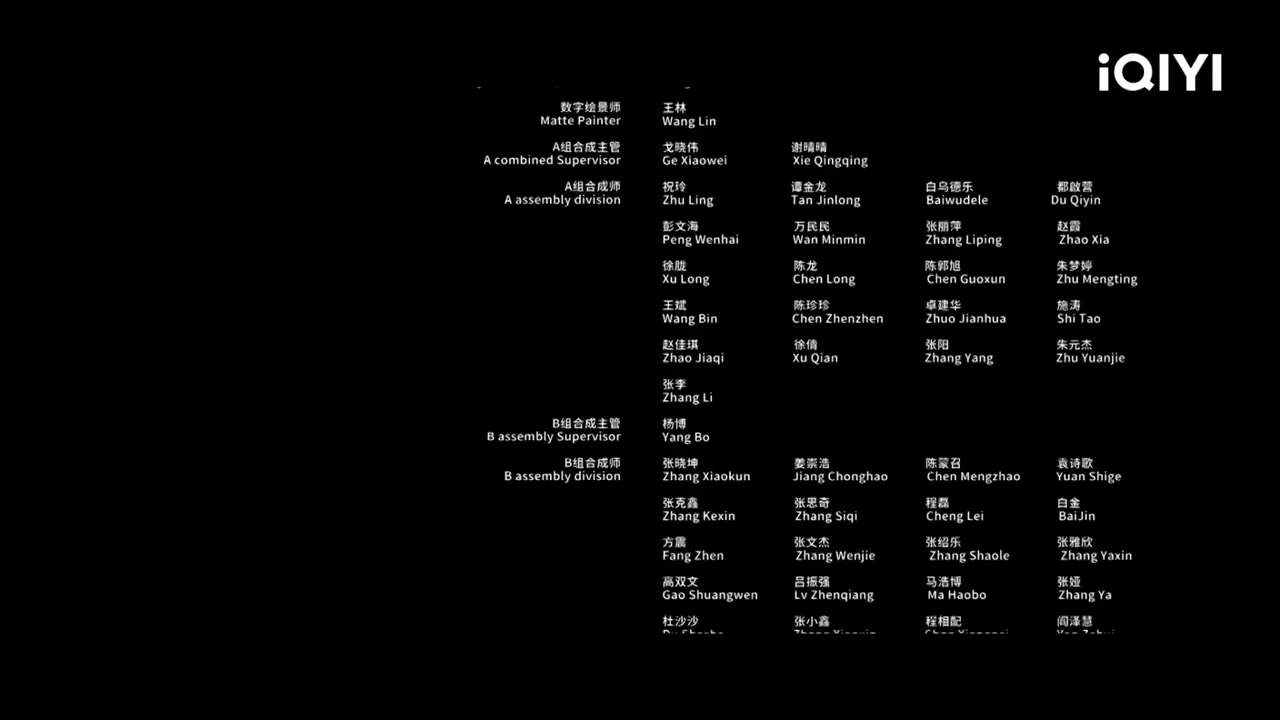 iQIYI
数字绘景师 王林
Matte Painter Wang Lin
A组合成主管 戈晓伟 谢晴晴
A combined Supervisor Ge Xiaowei Xie Qingqing
A组合成师 祝玲 谭金龙 白乌德乐 都啟营
A assembly division Zhu Ling Tan Jinlong Baiwudele Du Qiyin
彭文海 万民民 张丽萍 赵霞
Peng Wenhai Wan Minmin Zhang Liping Zhao Xia
徐胧 陈龙 陈郭旭 朱梦婷
Xu Long Chen Long Chen Guoxun Zhu Mengting
王斌 陈珍珍 卓建华 施涛
Wang Bin Chen Zhenzhen Zhuo Jianhua Shi Tao
赵佳琪 徐倩 张阳 朱元杰
Zhao Jiaqi Xu Qian Zhang Yang Zhu Yuanjie
张李
Zhang Li
B组合成主管 杨博
B assembly Supervisor Yang Bo
B组合成师 张晓坤 姜崇浩 陈蒙召 袁诗歌
B assembly division Zhang Xiaokun Jiang Chonghao Chen Mengzhao Yuan Shige
张克鑫 张思奇 程磊 白金
Zhang Kexin Zhang Siqi Cheng Lei BaiJin
方震 张文杰 张绍乐 张雅欣
Fang Zhen Zhang Wenjie Zhang Shaole Zhang Yaxin
高双文 吕振强 马浩博 张娅
Gao Shuangwen Lv Zhenqiang Ma Haobo Zhang Ya
杜沙沙 张小鑫 程相配 阎泽慧